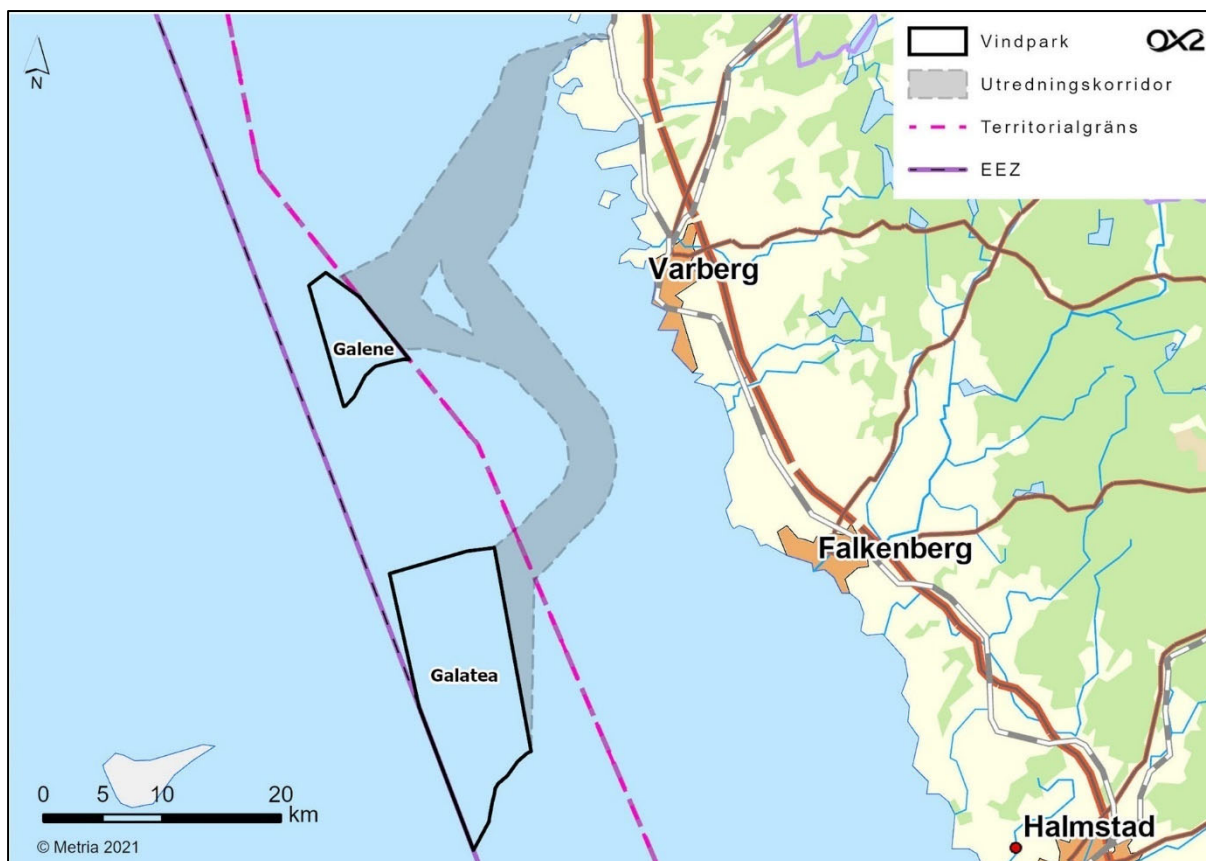 N
Vindpark
OX2
Utredningskorridor
Territorialgräns
EEZ
Varberg
Galene
Falkenberg
Galatea
Halmstad
0 5 10 20
km
© Metria 2021